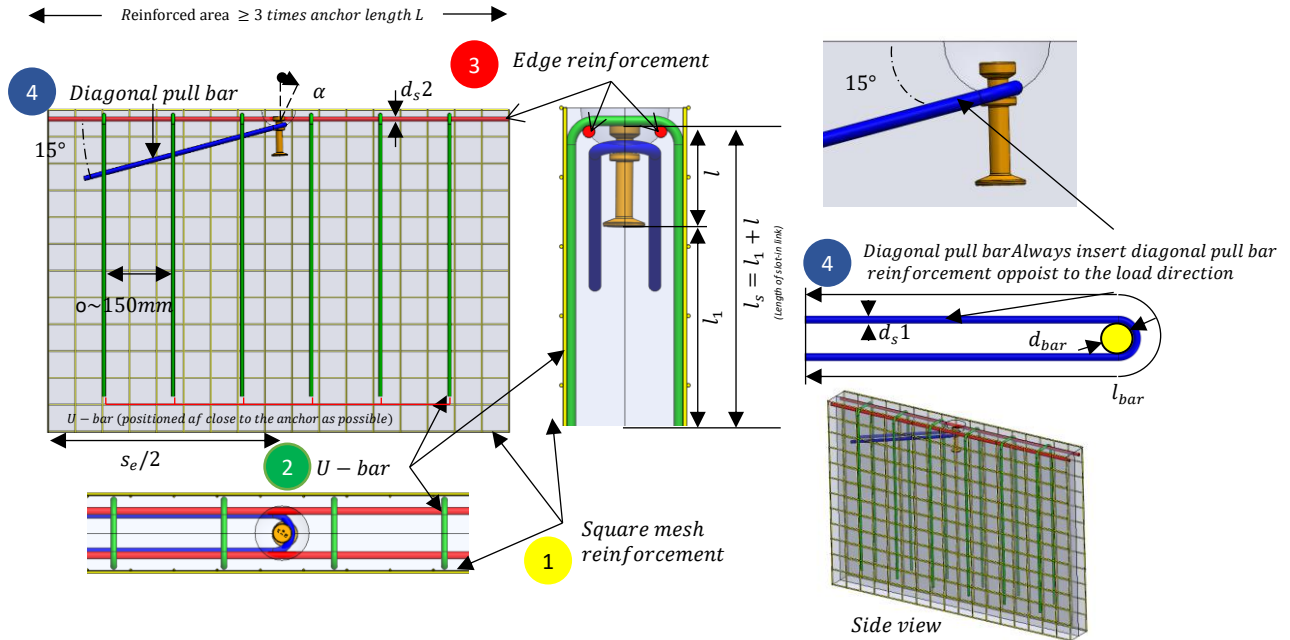 Reinforced area ≥ 3 times anchor length L
3
Edge reinforcement
4
Diagonal pull bar
α
d_s2
15°
o~150mm
U − bar (positioned af close to the anchor as possible)
s_e/2
2
U − bar
1
Square mesh
reinforcement
l
l_1
l_s = l_1 + l
(Length of slot-in link)
15°
4
Diagonal pull barAlways insert diagonal pull bar
reinforcement oppoist to the load direction
d_s1
d_bar
l_bar
Side view